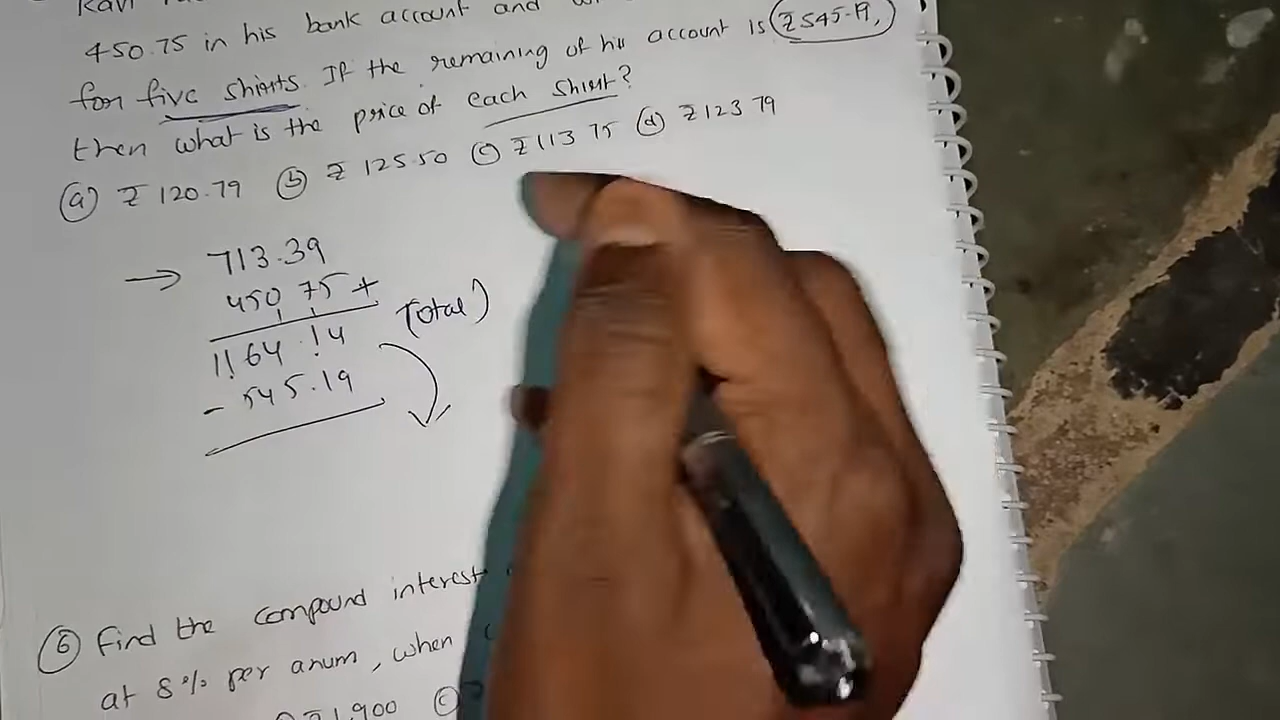 Ravi
450.75 in his bank account and
for five shirts. If the remaining of his account is ₹545.19,
then what is the price of each shirt?
(a) ₹120.79 (b) ₹125.50 (c) ₹113 75 (d) ₹123 79
→ 713.39
450 75 +
1164.14 (Total)
- 545.19
(6) Find the compound interest
at 8% per anum, when
₹1,900 (c)